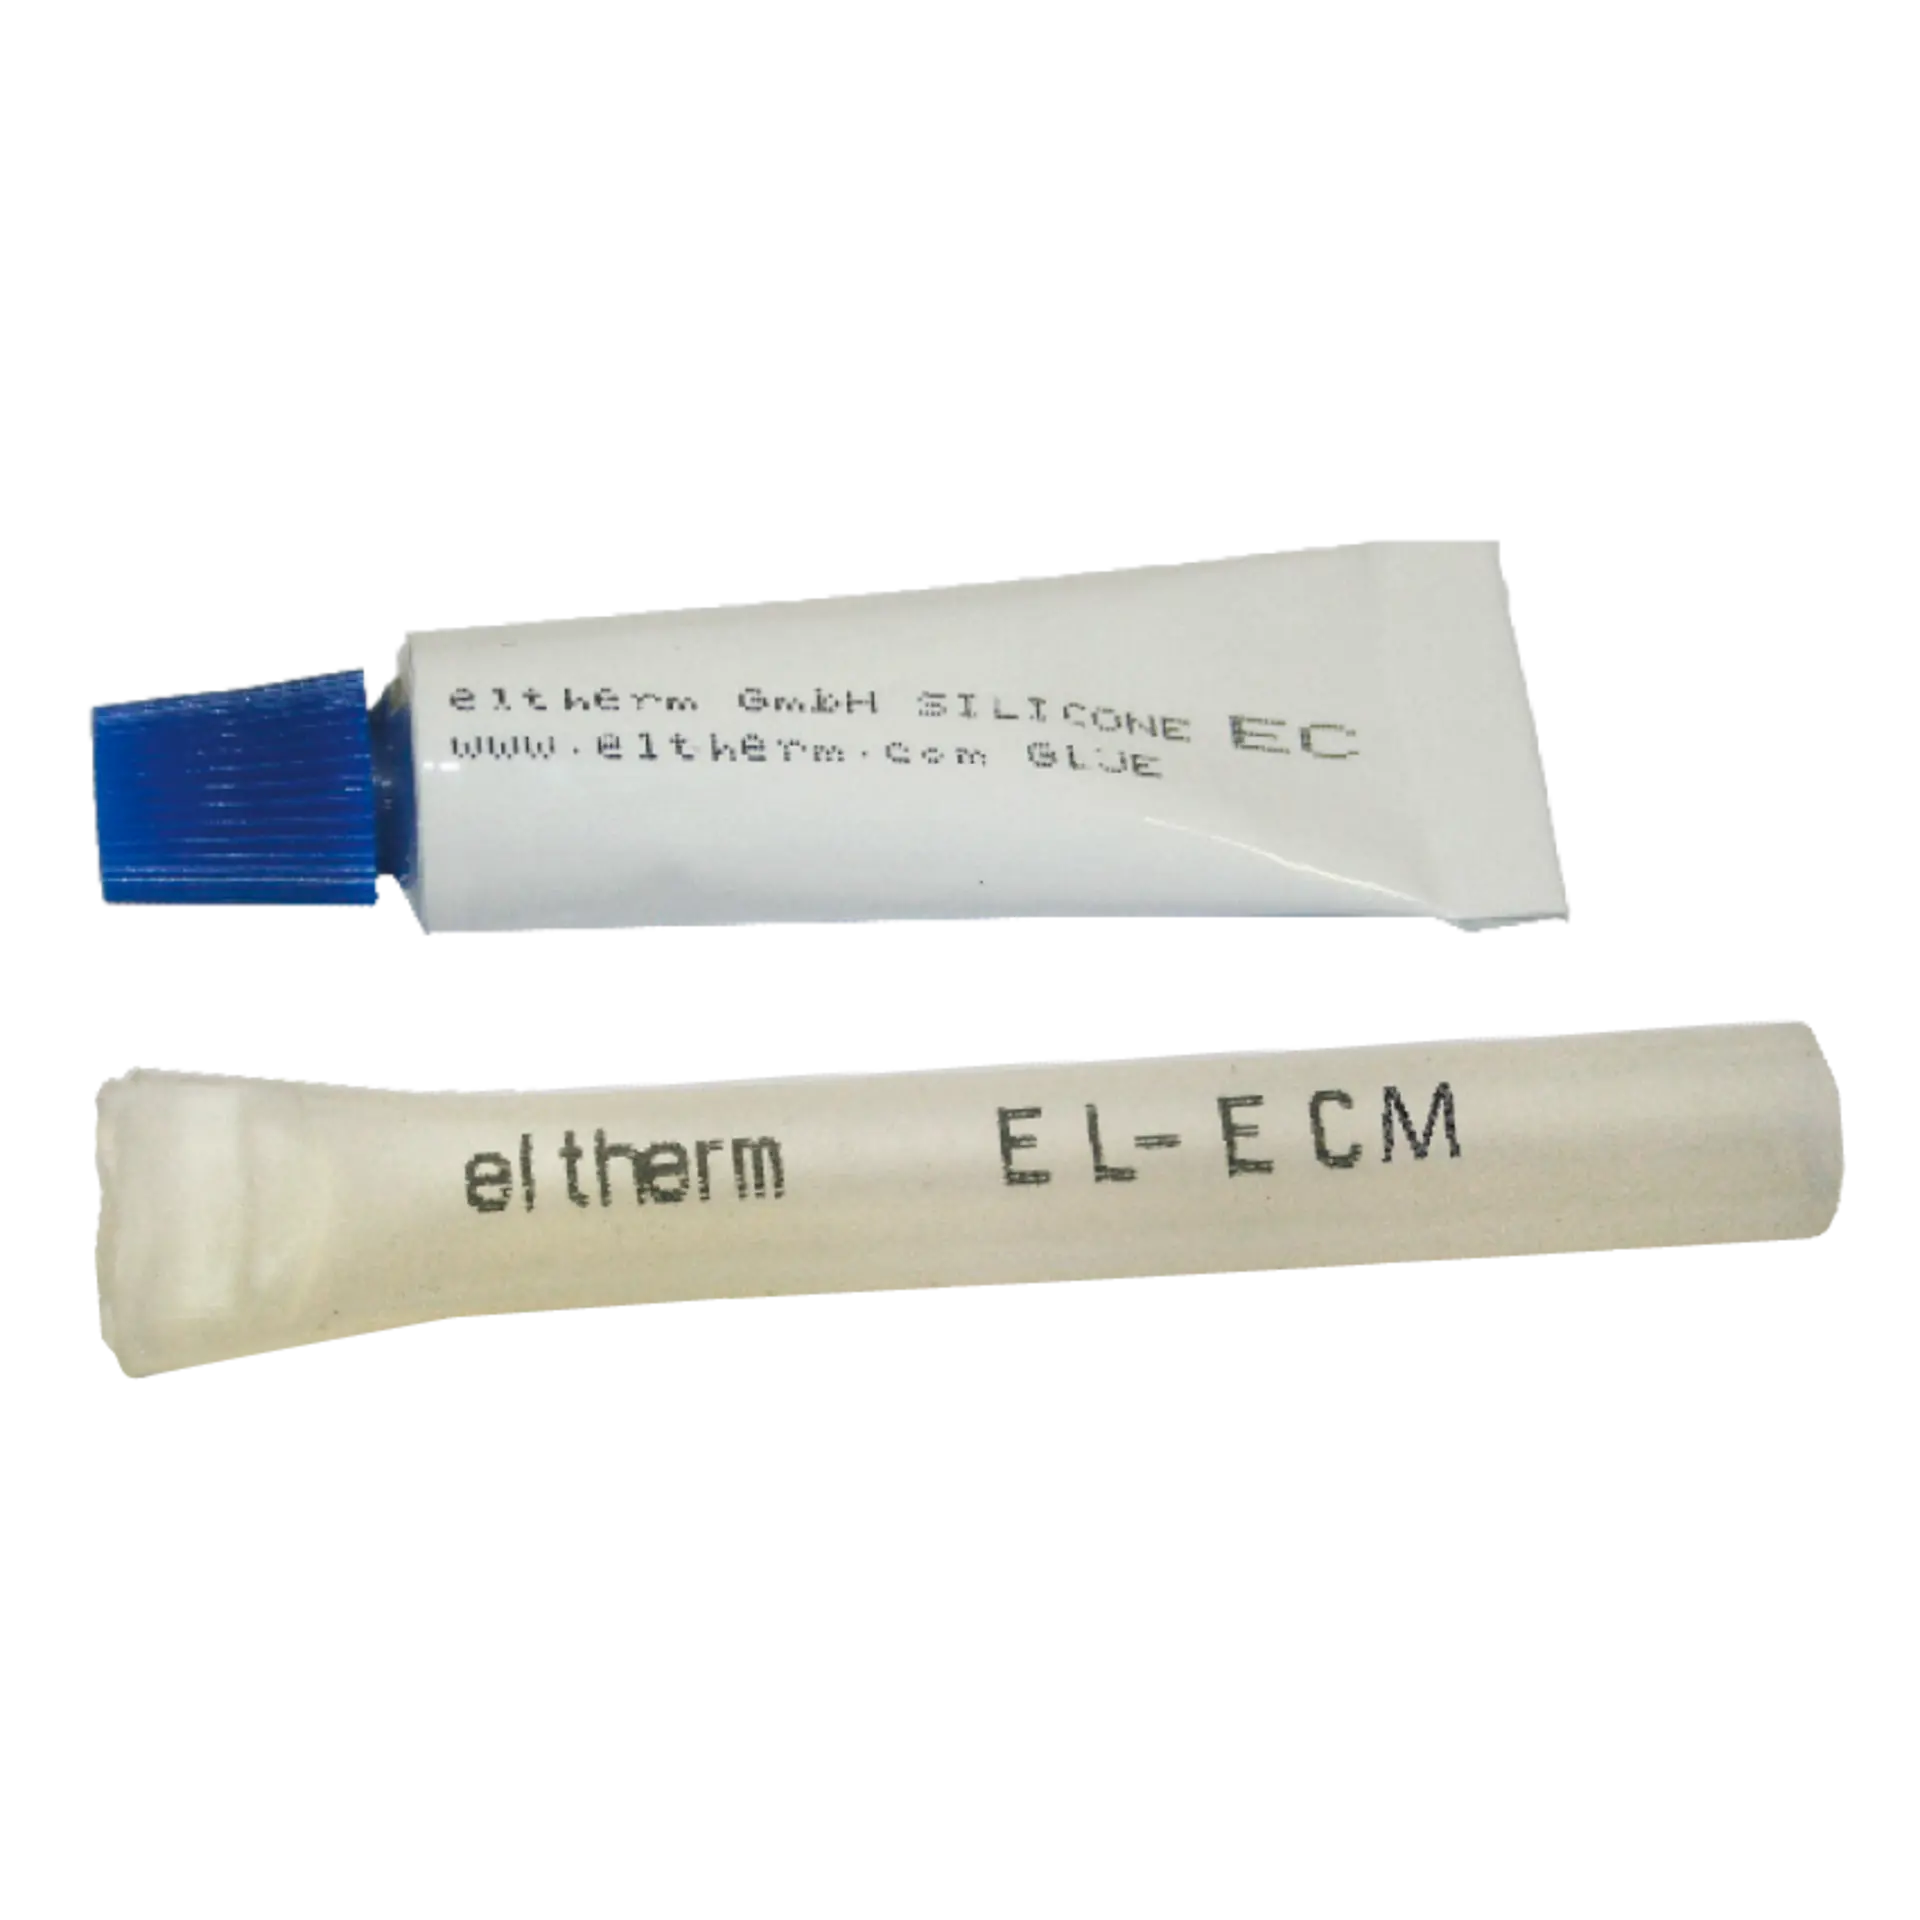 eltherm GmbH SILICONE EC
www.eltherm.com GLUE
eltherm EL-ECM